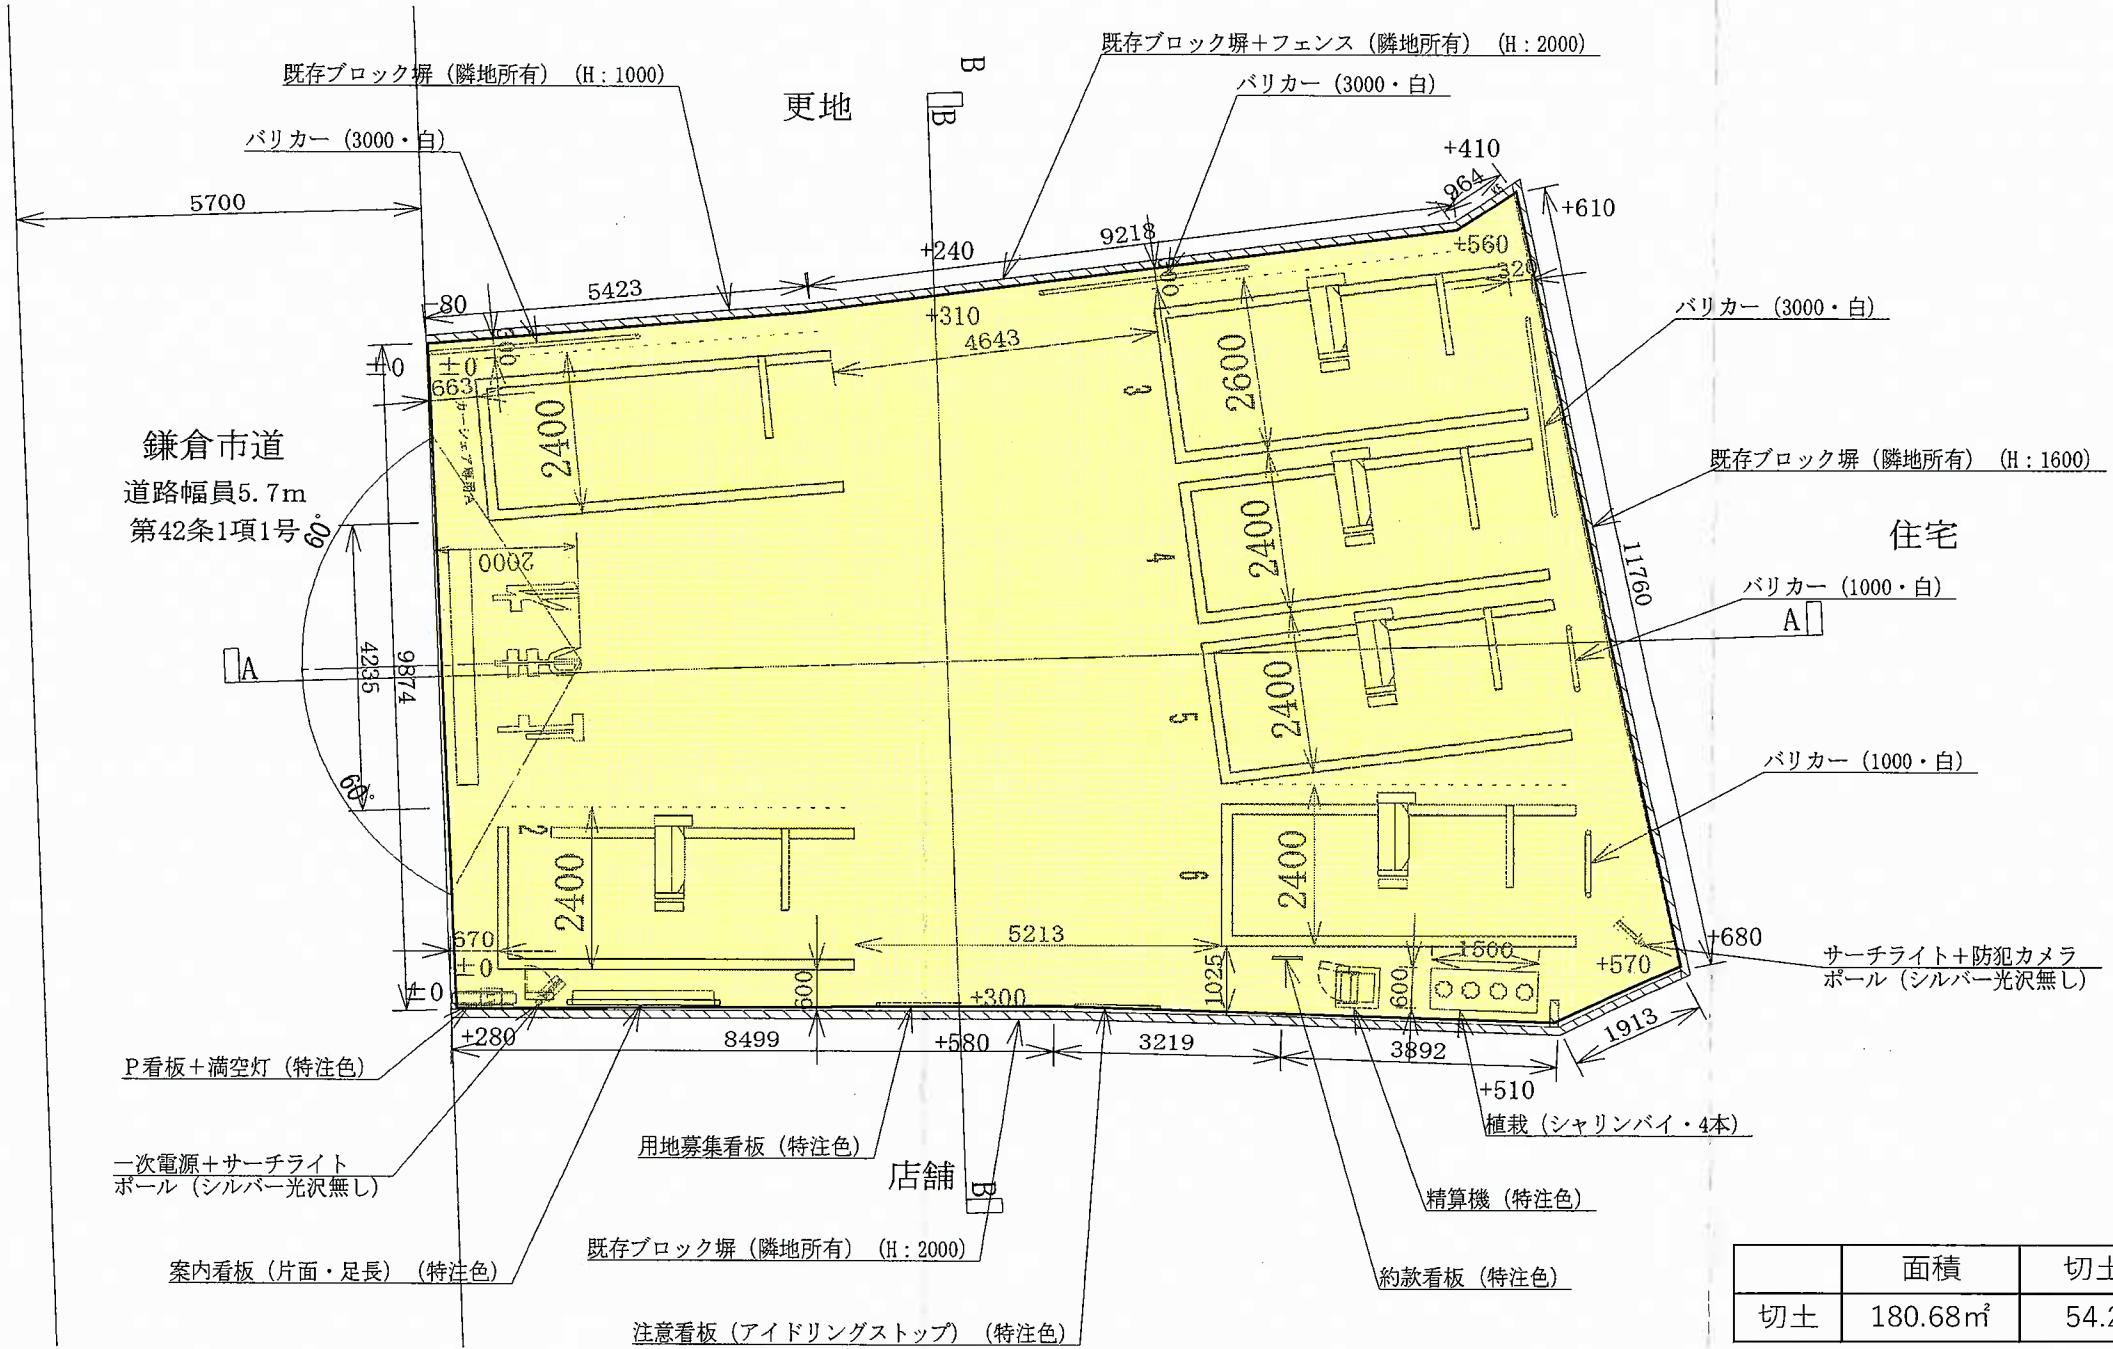 既存ブロック塀＋フェンス（隣地所有）（H：2000）
B
既存ブロック塀（隣地所有）（H：1000）
更地
バリカー（3000・白）
B
バリカー（3000・白）
+410
964
5700
+610
+240
9218
+560
-80
5423
320
+310
バリカー（3000・白）
4643
±0
±0
663
2600
3
2400
鎌倉市道
道路幅員5.7m
第42条1項1号
既存ブロック塀（隣地所有）（H：1600）
60°
住宅
2000
2400
4
11760
バリカー（1000・白）
A
A
4235
9874
2400
5
バリカー（1000・白）
60°
2
2400
2400
6
670
5213
1500
+680
サーチライト＋防犯カメラ
ポール（シルバー光沢無し）
±0
+570
1025
600
600
±0
+300
+280
8499
+580
3219
3892
1913
P看板＋満空灯（特注色）
+510
植栽（シャリンバイ・4本）
用地募集看板（特注色）
一次電源＋サーチライト
ポール（シルバー光沢無し）
店舗
B
精算機（特注色）
既存ブロック塀（隣地所有）（H：2000）
案内看板（片面・足長）（特注色）
約款看板（特注色）
注意看板（アイドリングストップ）（特注色）
面積 切土
切土 180.68㎡ 54.2